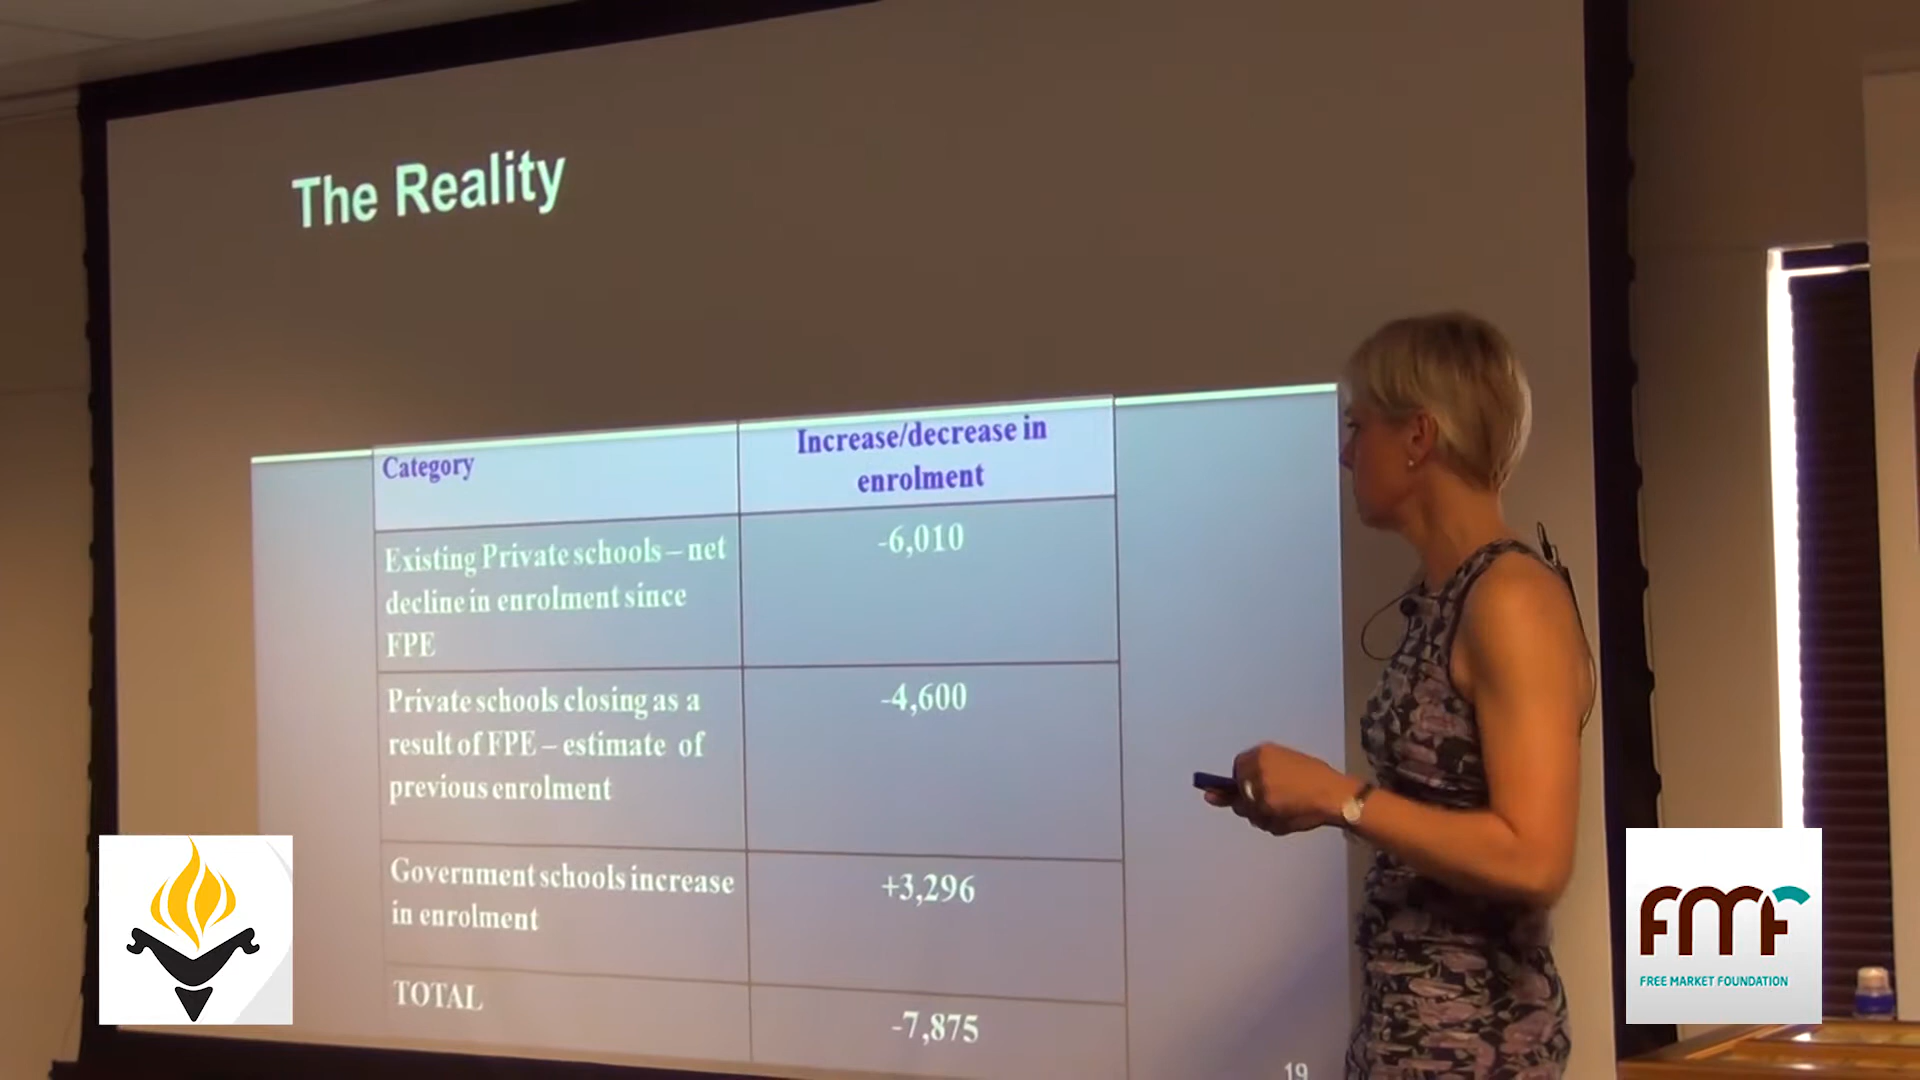 The Reality
Category
Increase/decrease in
enrolment
Existing Private schools – net
decline in enrolment since
FPE
-6,010
Private schools closing as a
result of FPE – estimate of
previous enrolment
-4,600
Government schools increase
in enrolment
+3,296
TOTAL
-7,875
19
FMF
FREE MARKET FOUNDATION